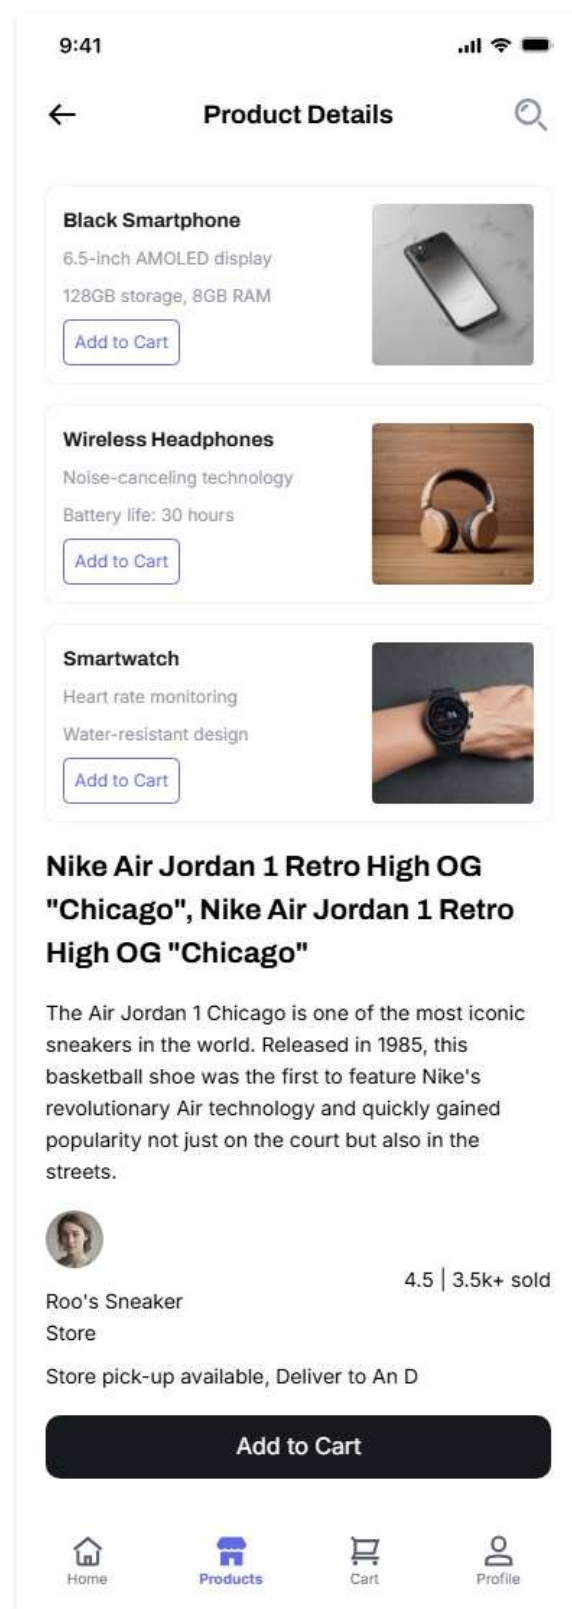 9:41
Product Details
Black Smartphone
6.5-inch AMOLED display
128GB storage, 8GB RAM
Add to Cart
Wireless Headphones
Noise-canceling technology
Battery life: 30 hours
Add to Cart
Smartwatch
Heart rate monitoring
Water-resistant design
Add to Cart
Nike Air Jordan 1 Retro High OG
"Chicago", Nike Air Jordan 1 Retro
High OG "Chicago"
The Air Jordan 1 Chicago is one of the most iconic
sneakers in the world. Released in 1985, this
basketball shoe was the first to feature Nike's
revolutionary Air technology and quickly gained
popularity not just on the court but also in the
streets.
4.5 | 3.5k+ sold
Roo's Sneaker
Store
Store pick-up available, Deliver to An D
Add to Cart
Home
Products
Cart
Profile